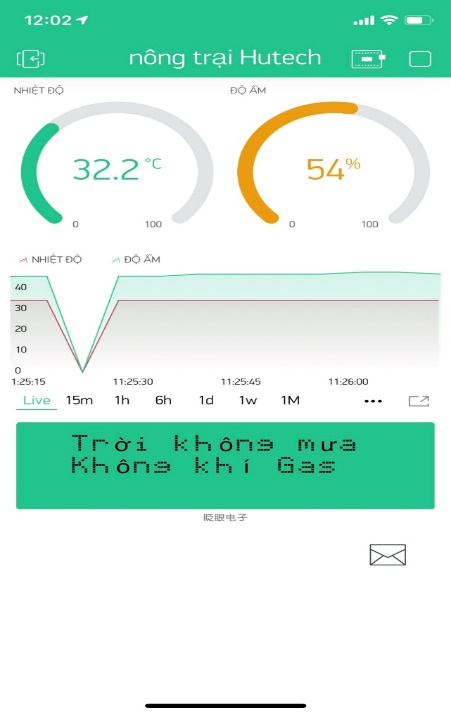 12:02
nông trại Hutech
NHIỆT ĐỘ
ĐỘ ẨM
32.2 °C
54%
0 100
0 100
NHIỆT ĐỘ ĐỘ ẨM
40
30
20
10
0
1:25:15 11:25:30 11:25:45 11:26:00
Live 15m 1h 6h 1d 1w 1M
Trời không mưa
Không khí Gas
眨眼电子